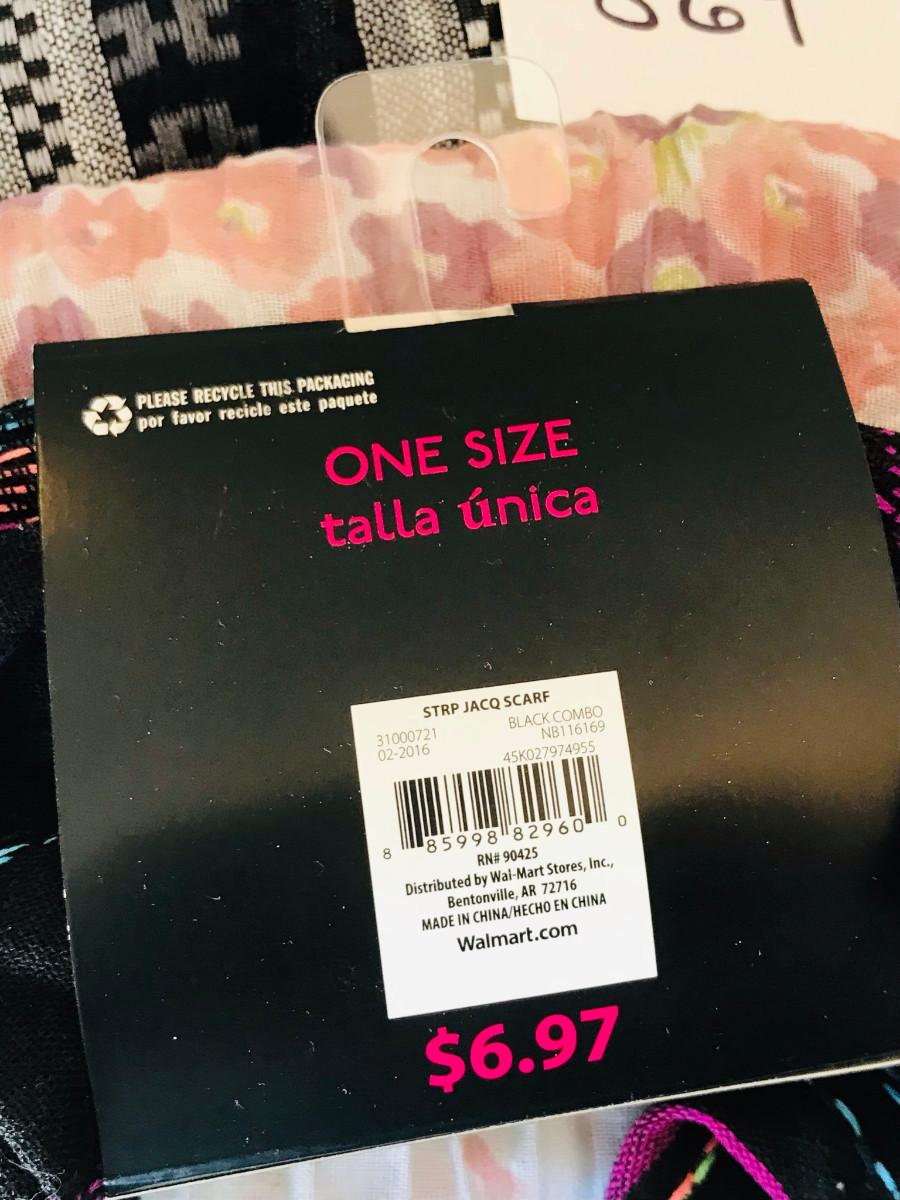 PLEASE RECYCLE THIS PACKAGING
por favor recicle este paquete
ONE SIZE
talla única
STRP JACQ SCARF
31000721 BLACK COMBO
02-2016 NB116169
45K027974955
8 85998 82960 0
RN# 90425
Distributed by Wal-Mart Stores, Inc.,
Bentonville, AR 72716
MADE IN CHINA/HECHO EN CHINA
Walmart.com
$6.97